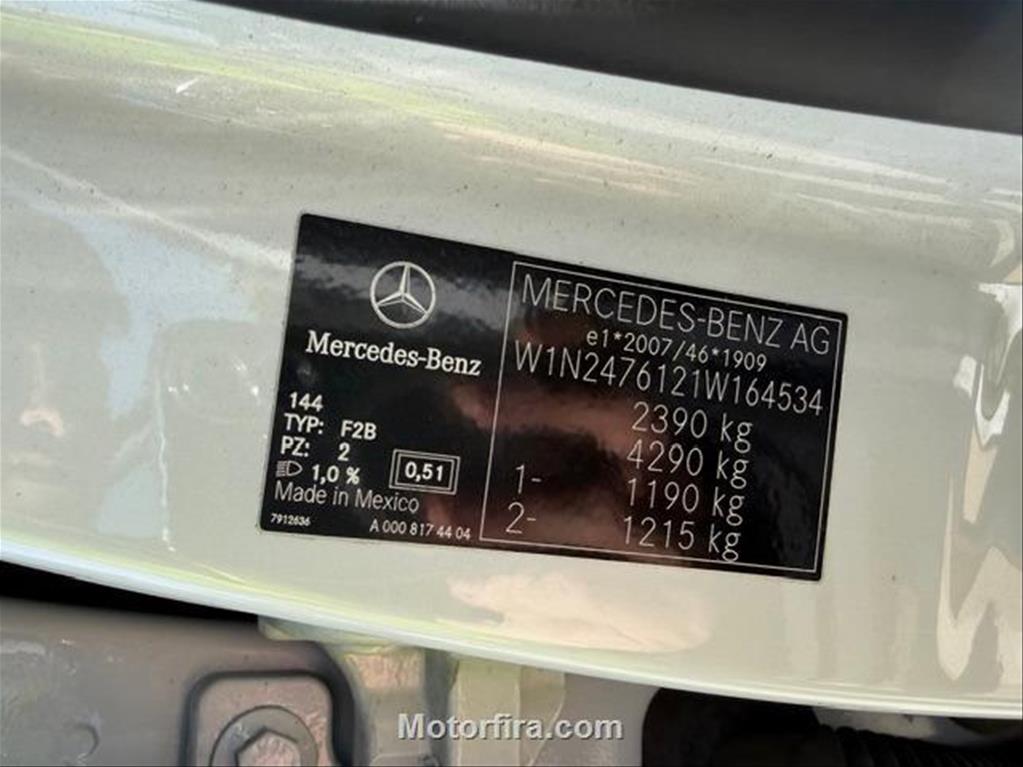 Mercedes-Benz
144
TYP: F2B
PZ: 2
1,0 %
0,51
Made in Mexico
7912636
A 000 817 44 04
MERCEDES-BENZ AG
e1*2007/46*1909
W1N2476121W164534
2390 kg
4290 kg
1- 1190 kg
2- 1215 kg
Motorfira.com